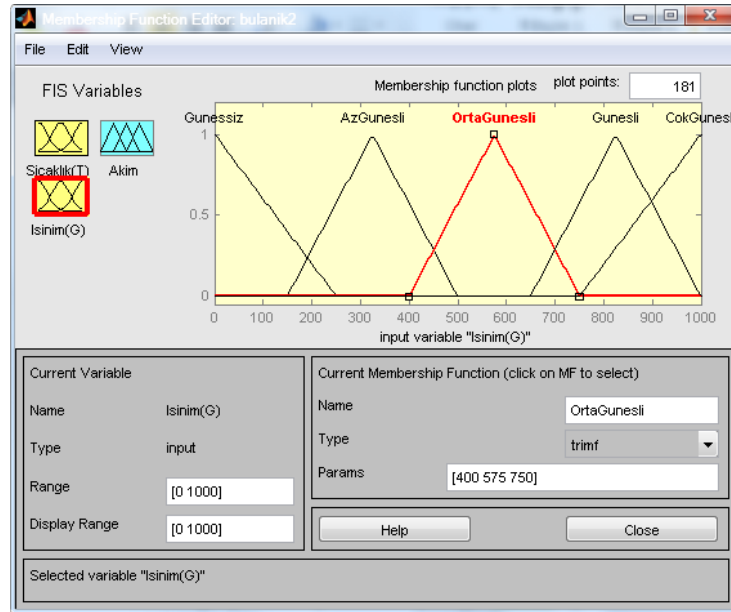 Membership Function Editor: bulanik2
File Edit View
FIS Variables
Sicaklik(T) Akim
Isinim(G)
Membership function plots plot points: 181
Gunessiz AzGunesli OrtaGunesli Gunesli CokGunesli
1
0.5
0
0 100 200 300 400 500 600 700 800 900 1000
input variable "Isinim(G)"
Current Variable
Name Isinim(G)
Type input
Range [0 1000]
Display Range [0 1000]
Current Membership Function (click on MF to select)
Name OrtaGunesli
Type trimf
Params [400 575 750]
Help Close
Selected variable "Isinim(G)"